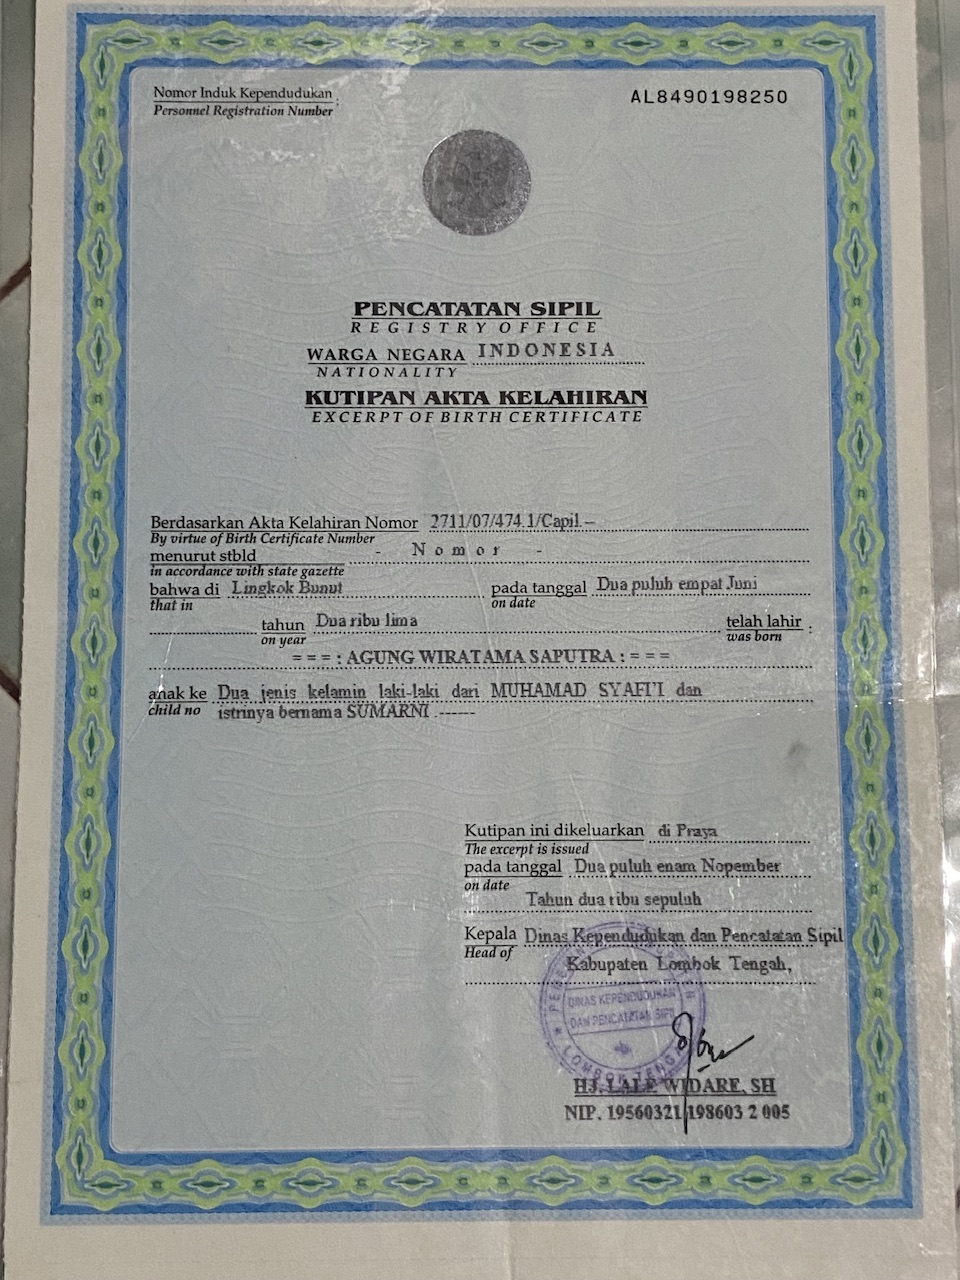 Nomor Induk Kependudukan :
Personnel Registration Number
AL8490198250
PENCATATAN SIPIL
REGISTRY OFFICE
WARGA NEGARA INDONESIA
NATIONALITY
KUTIPAN AKTA KELAHIRAN
EXCERPT OF BIRTH CERTIFICATE
Berdasarkan Akta Kelahiran Nomor 2711/07/474.1/Capil.--
By virtue of Birth Certificate Number
menurut stbld - Nomor -
in accordance with state gazette
bahwa di Lingkok Bunut pada tanggal Dua puluh empat Juni
that in on date
tahun Dua ribu lima telah lahir :
on year was born
= = = : AGUNG WIRATAMA SAPUTRA : = = =
anak ke Dua jenis kelamin laki-laki dari MUHAMAD SYAFI'I dan
child no istrinya bernama SUMARNI .------
Kutipan ini dikeluarkan di Praya
The excerpt is issued
pada tanggal Dua puluh enam Nopember
on date
Tahun dua ribu sepuluh
Kepala Dinas Kependudukan dan Pencatatan Sipil
Head of
Kabupaten Lombok Tengah,
DINAS KEPENDUDUKAN
DAN PENCATATAN SIPIL
LOMBOK TENGAH
HJ. LALE WIDARE, SH
NIP. 19560321 198603 2 005